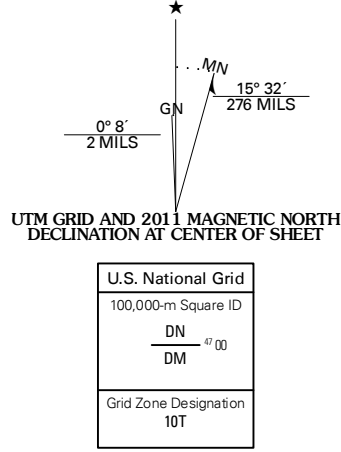 ★
MN
15° 32´
276 MILS
GN
0° 8´
2 MILS
UTM GRID AND 2011 MAGNETIC NORTH
DECLINATION AT CENTER OF SHEET
U.S. National Grid
100,000-m Square ID
DN
47 00
DM
Grid Zone Designation
10T